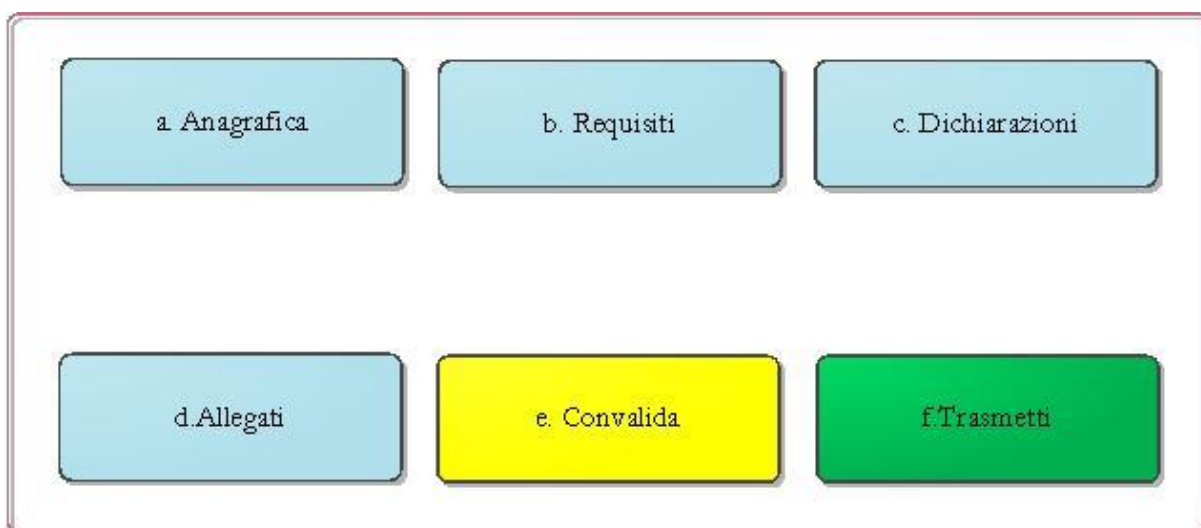 a. Anagrafica
b. Requisiti
c. Dichiarazioni
d.Allegati
e. Convalida
f.Trasmetti